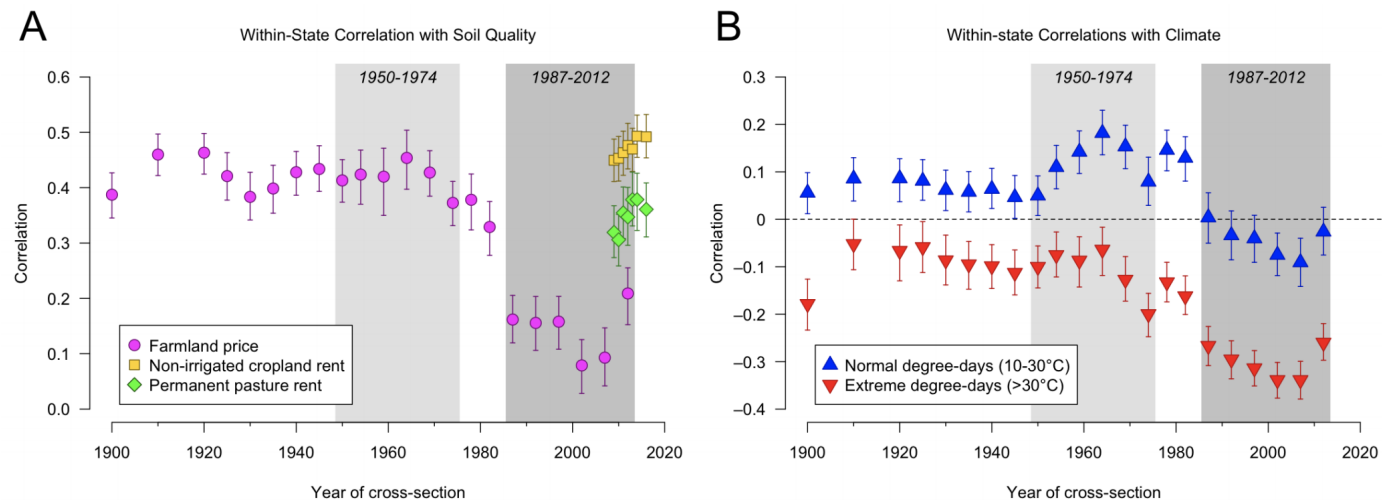 A
Within-State Correlation with Soil Quality
1950-1974
1987-2012
0.6
0.5
0.4
0.3
0.2
0.1
0.0
Correlation
Farmland price
Non-irrigated cropland rent
Permanent pasture rent
1900 1920 1940 1960 1980 2000 2020
Year of cross-section
B
Within-state Correlations with Climate
1950-1974
1987-2012
0.3
0.2
0.1
0
−0.1
−0.2
−0.3
−0.4
Correlation
Normal degree-days (10-30°C)
Extreme degree-days (>30°C)
1900 1920 1940 1960 1980 2000 2020
Year of cross-section